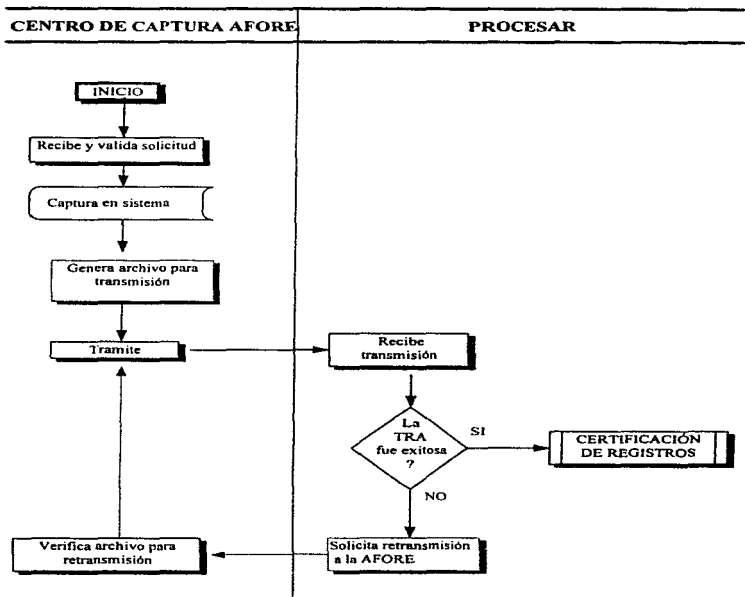 CENTRO DE CAPTURA AFORE
PROCESAR
INICIO
Recibe y valida solicitud
Captura en sistema
Genera archivo para
transmisión
Tramite
Recibe
transmisión
La
TRA
fue exitosa
?
SI
CERTIFICACIÓN
DE REGISTROS
NO
Solicita retransmisión
a la AFORE
Verifica archivo para
retransmisión